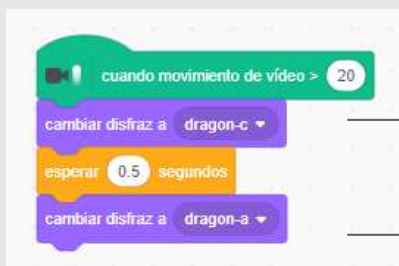 cuando movimiento de vídeo > 20
cambiar disfraz a dragon-c
esperar 0.5 segundos
cambiar disfraz a dragon-a